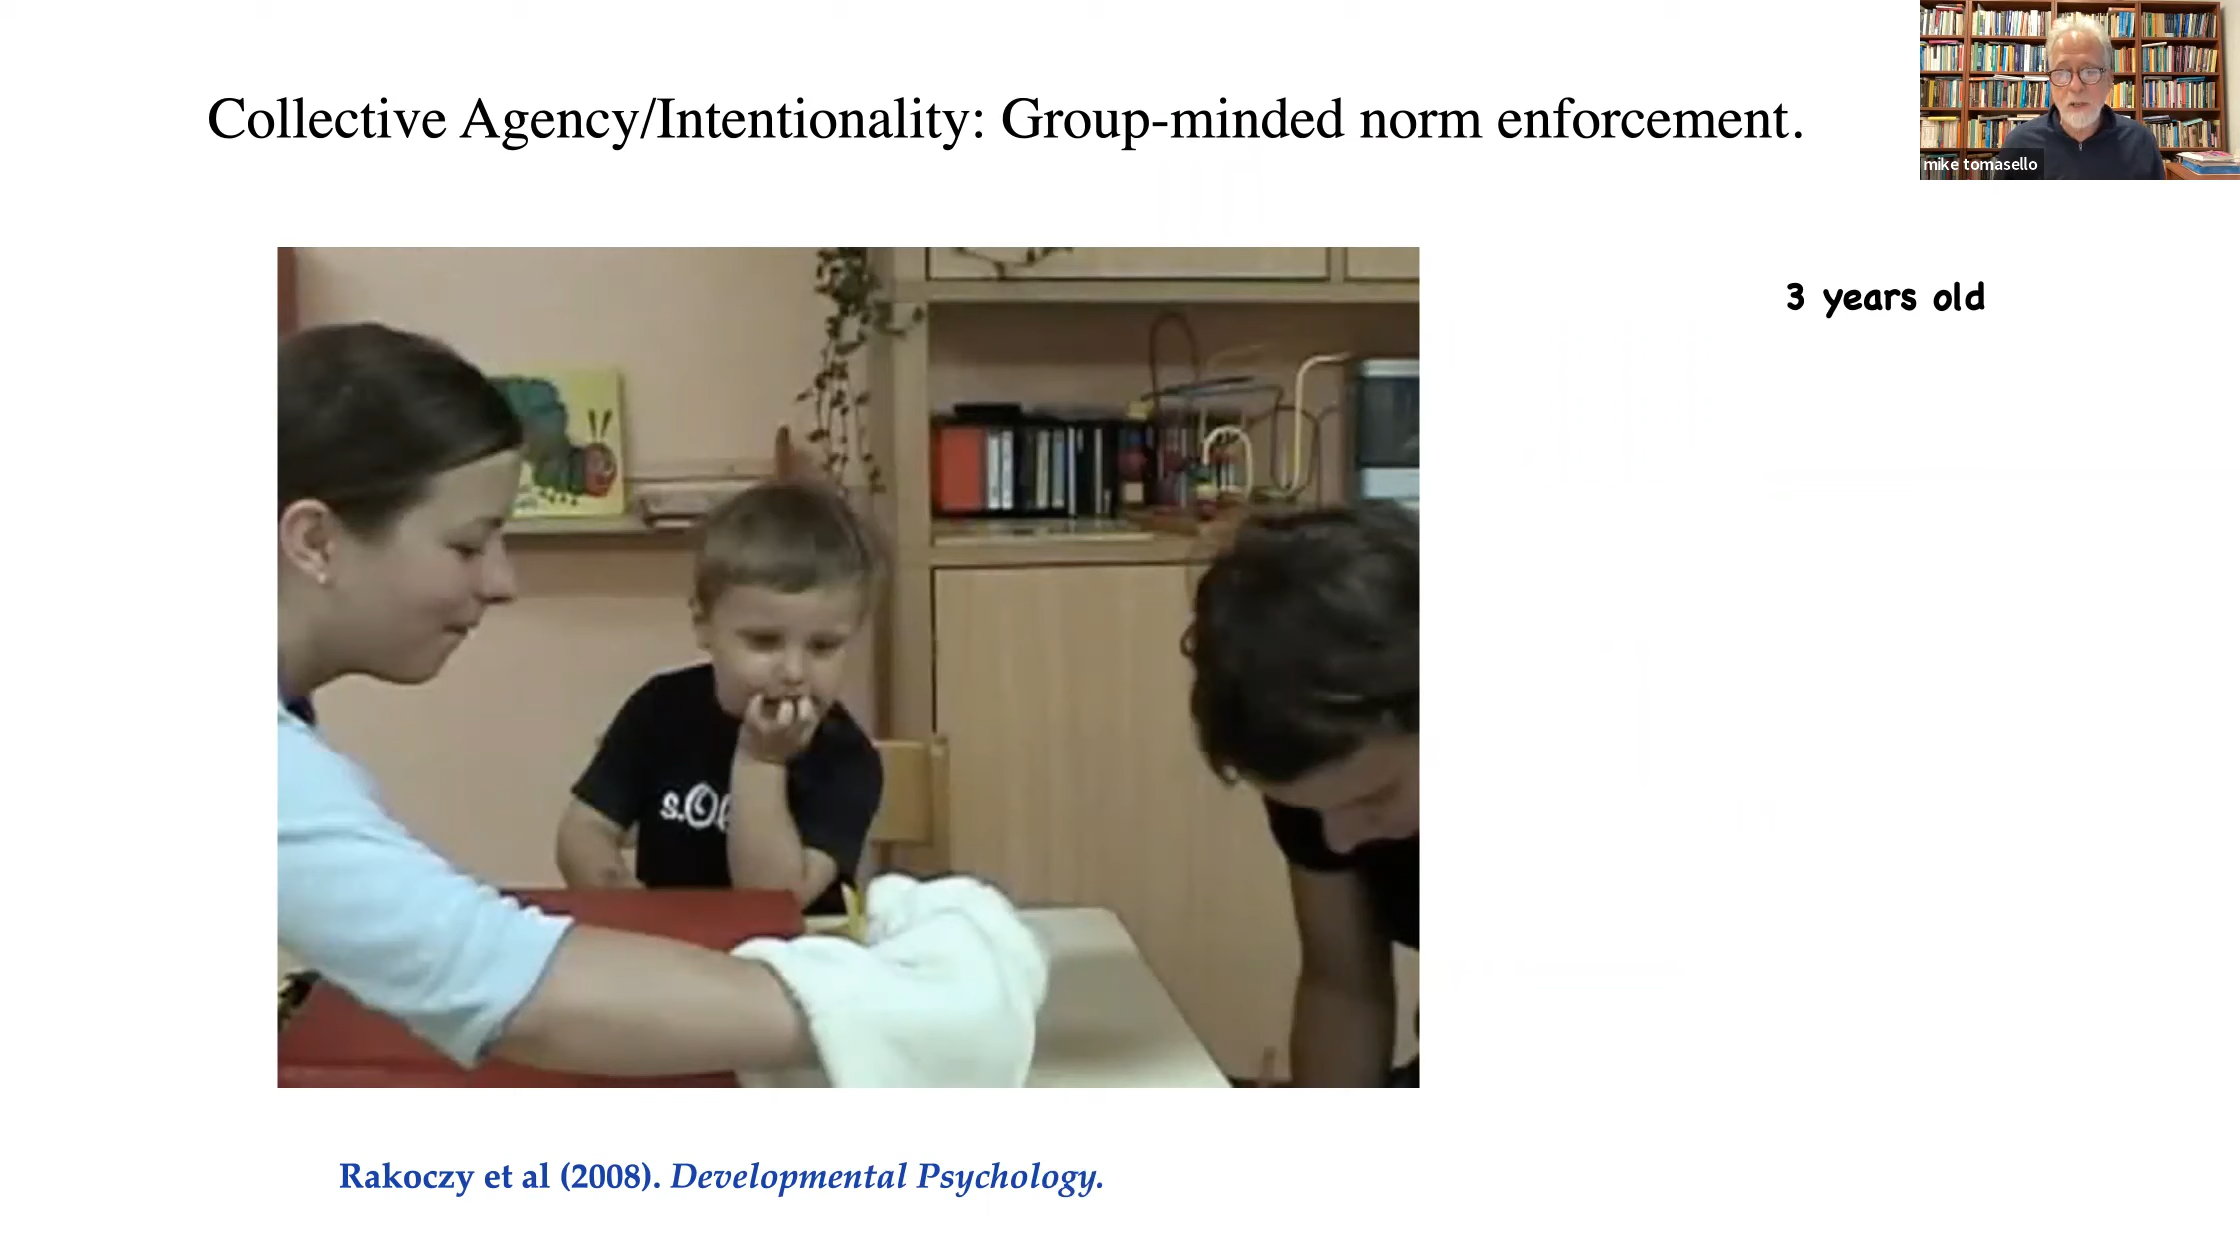 Collective Agency/Intentionality: Group-minded norm enforcement.
mike tomasello
3 years old
s.O
Rakoczy et al (2008). Developmental Psychology.